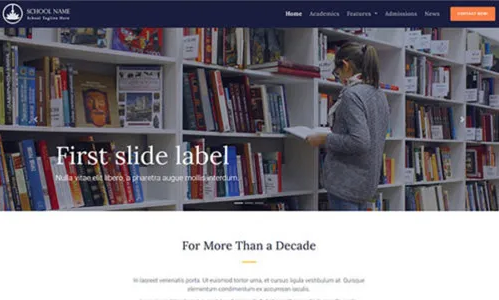 SCHOOL NAME
School Tagline Here
Home Academics Features Admissions News
CONTACT NOW!
First slide label
Nulla vitae elit libero, a pharetra augue mollis interdum.
For More Than a Decade
In laoreet venenatis porta. Ut euismod tortor urna, et cursus ligula vestibulum at. Quisque
elementum condimentum ex accumsan iaculis.